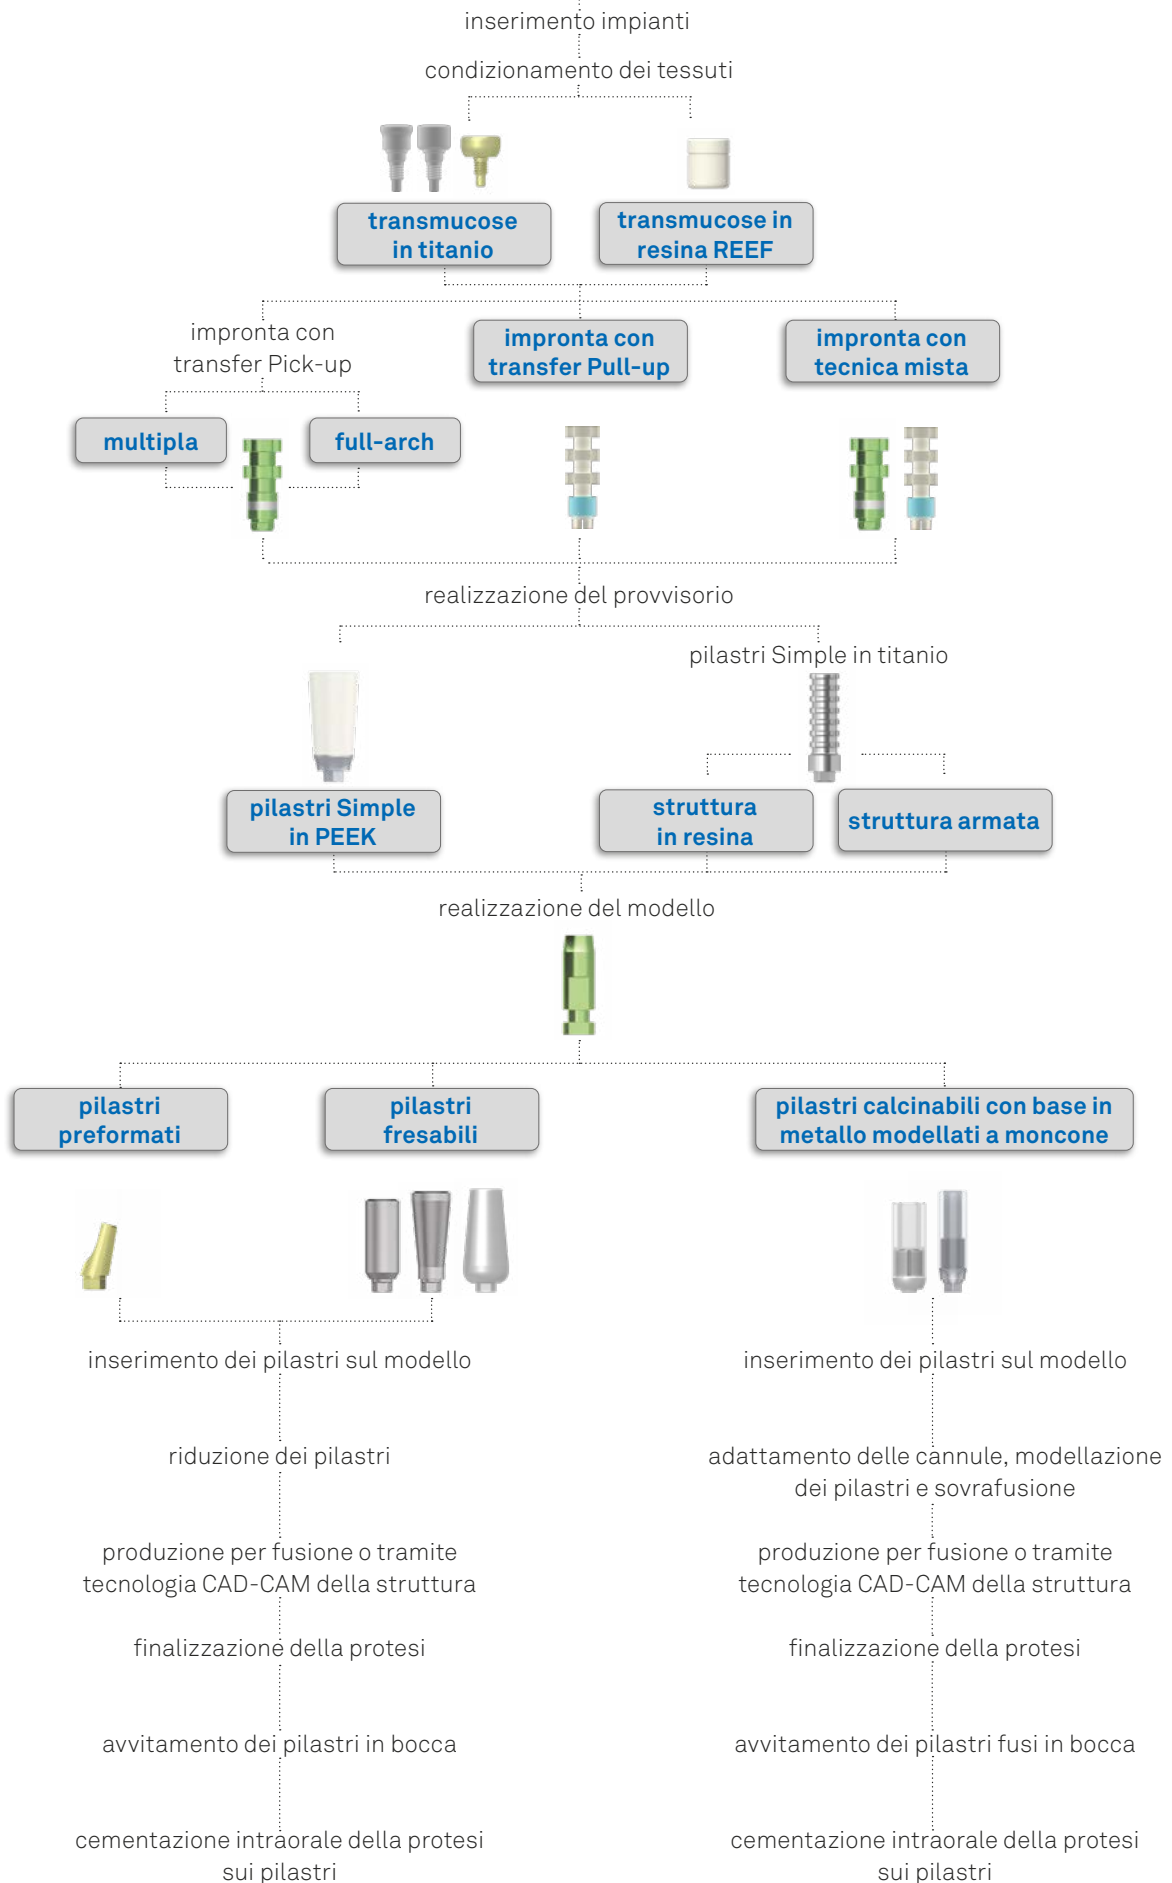 inserimento impianti
condizionamento dei tessuti
transmucose
in titanio
transmucose in
resina REEF
impronta con
transfer Pick-up
impronta con
transfer Pull-up
impronta con
tecnica mista
multipla
full-arch
realizzazione del provvisorio
pilastri Simple in titanio
pilastri Simple
in PEEK
struttura
in resina
struttura armata
realizzazione del modello
pilastri
preformati
pilastri
fresabili
pilastri calcinabili con base in
metallo modellati a moncone
inserimento dei pilastri sul modello
riduzione dei pilastri
produzione per fusione o tramite
tecnologia CAD-CAM della struttura
finalizzazione della protesi
avvitamento dei pilastri in bocca
cementazione intraorale della protesi
sui pilastri
inserimento dei pilastri sul modello
adattamento delle cannule, modellazione
dei pilastri e sovrafusione
produzione per fusione o tramite
tecnologia CAD-CAM della struttura
finalizzazione della protesi
avvitamento dei pilastri fusi in bocca
cementazione intraorale della protesi
sui pilastri